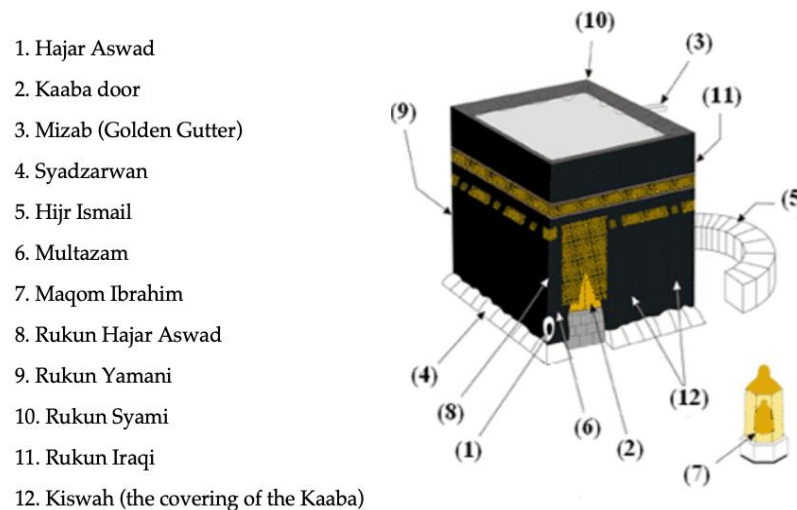 1. Hajar Aswad
2. Kaaba door
3. Mizab (Golden Gutter)
4. Syadzarwan
5. Hijr Ismail
6. Multazam
7. Maqom Ibrahim
8. Rukun Hajar Aswad
9. Rukun Yamani
10. Rukun Syami
11. Rukun Iraqi
12. Kiswah (the covering of the Kaaba)
(10)
(3)
(9)
(11)
(5
(4)
(8)
(6)
(12)
(1)
(2)
(7)